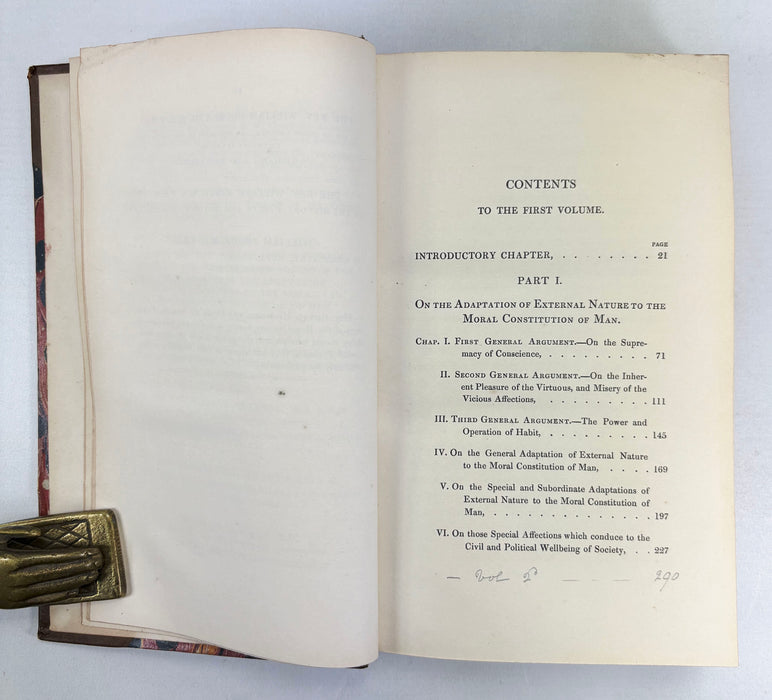 CONTENTS
TO THE FIRST VOLUME.
PAGE
INTRODUCTORY CHAPTER, . . . . . . . . 21
PART I.
ON THE ADAPTATION OF EXTERNAL NATURE TO THE
MORAL CONSTITUTION OF MAN.
CHAP. I. FIRST GENERAL ARGUMENT.—On the Supre-
macy of Conscience, . . . . . . . . . 71
II. SECOND GENERAL ARGUMENT.—On the Inher-
ent Pleasure of the Virtuous, and Misery of the
Vicious Affections, . . . . . . . . . 111
III. THIRD GENERAL ARGUMENT.—The Power and
Operation of Habit, . . . . . . . . . 145
IV. On the General Adaptation of External Nature
to the Moral Constitution of Man, . . . . 169
V. On the Special and Subordinate Adaptations of
External Nature to the Moral Constitution of
Man, . . . . . . . . . . . . . . 197
VI. On those Special Affections which conduce to the
Civil and Political Wellbeing of Society, . . 227
— Vol 2d — — — 290